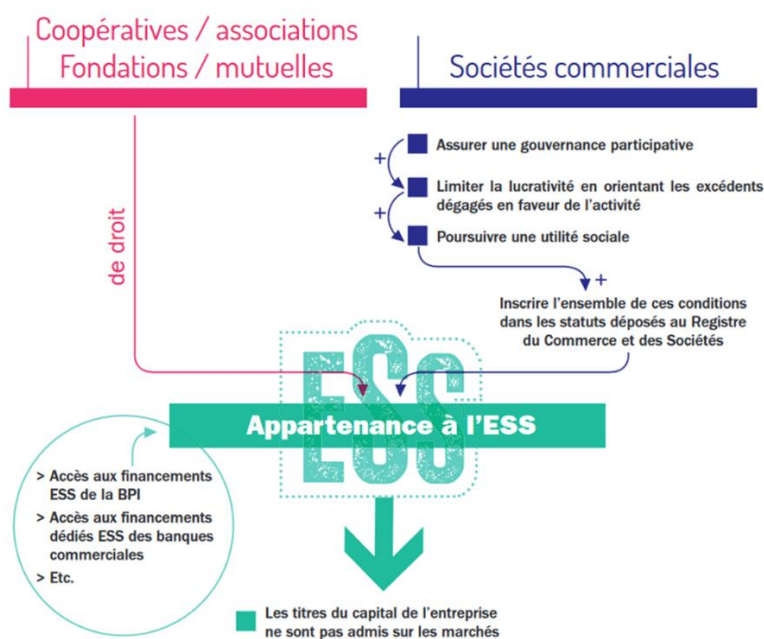 Coopératives / associations
Fondations / mutuelles
Sociétés commerciales
de droit
+
+
Assurer une gouvernance participative
Limiter la lucrativité en orientant les excédents
dégagés en faveur de l'activité
Poursuivre une utilité sociale
+
Inscrire l'ensemble de ces conditions
dans les statuts déposés au Registre
du Commerce et des Sociétés
ESS
Appartenance à l'ESS
> Accès aux financements
ESS de la BPI
> Accès aux financements
dédiés ESS des banques
commerciales
> Etc.
Les titres du capital de l'entreprise
ne sont pas admis sur les marchés